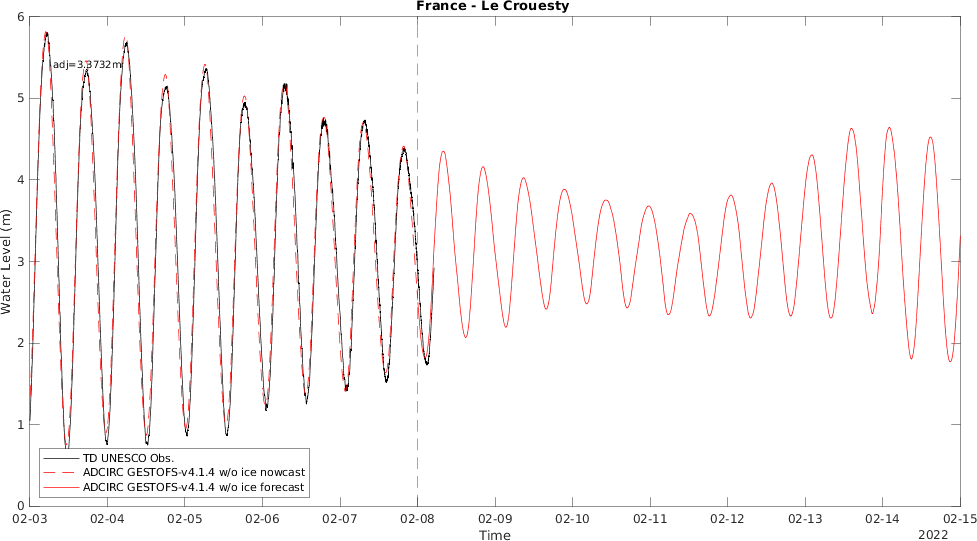 France - Le Crouesty
6
adj=3.3732m
5
4
3
2
1
0
Water Level (m)
TD UNESCO Obs.
ADCIRC GESTOFS-v4.1.4 w/o ice nowcast
ADCIRC GESTOFS-v4.1.4 w/o ice forecast
02-03 02-04 02-05 02-06 02-07 02-08 02-09 02-10 02-11 02-12 02-13 02-14 02-15
Time
2022